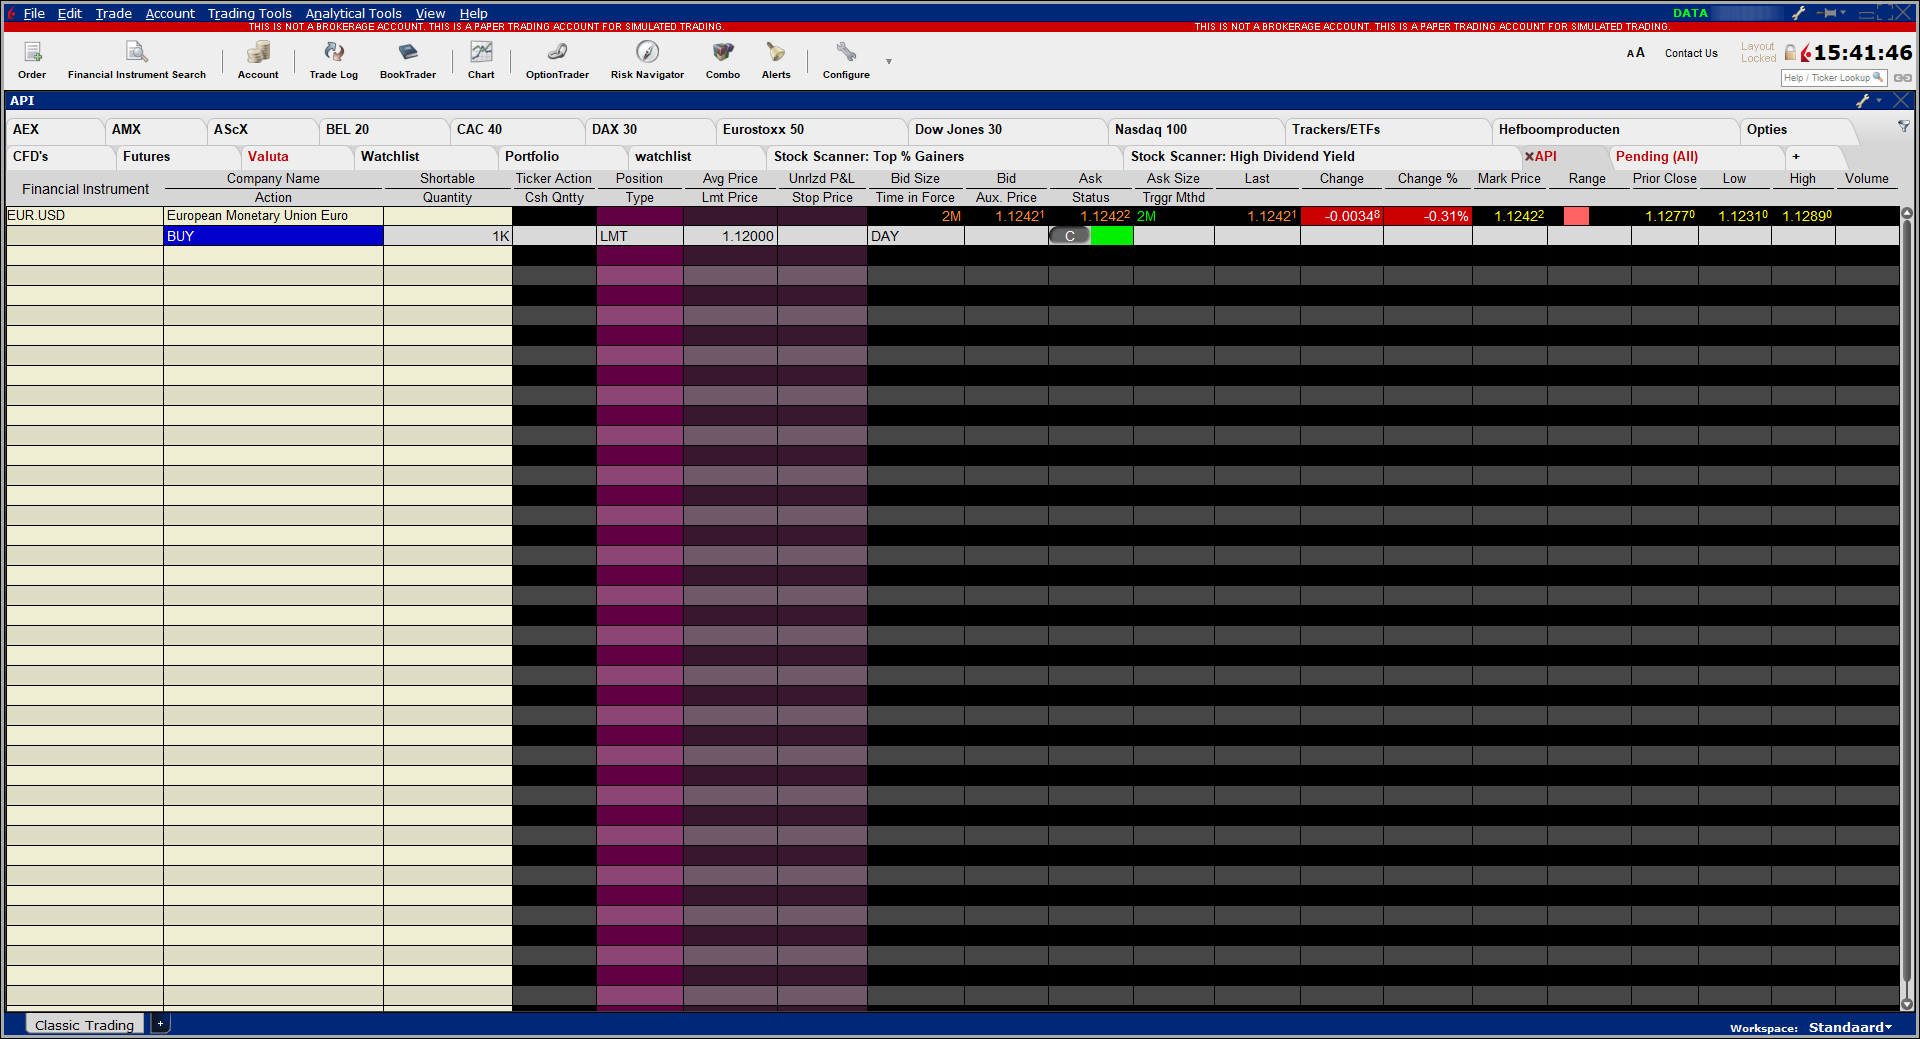 File Edit Trade Account Trading Tools Analytical Tools View Help DATA
THIS IS NOT A BROKERAGE ACCOUNT. THIS IS A PAPER TRADING ACCOUNT FOR SIMULATED TRADING. THIS IS NOT A BROKERAGE ACCOUNT. THIS IS A PAPER TRADING ACCOUNT FOR SIMULATED TRADING.
Order Financial Instrument Search Account Trade Log BookTrader Chart OptionTrader Risk Navigator Combo Alerts Configure
A A Contact Us Layout Locked 15:41:46
Help / Ticker Lookup
API
AEX AMX AScX BEL 20 CAC 40 DAX 30 Eurostoxx 50 Dow Jones 30 Nasdaq 100 Trackers/ETFs Hefboomproducten Opties
CFD's Futures Valuta Watchlist Portfolio watchlist Stock Scanner: Top % Gainers Stock Scanner: High Dividend Yield API Pending (All) +
Financial Instrument Company Name Shortable Ticker Action Position Avg Price Unrlzd P&L Bid Size Bid Ask Ask Size Last Change Change % Mark Price Range Prior Close Low High Volume
Action Quantity Csh Qntty Type Lmt Price Stop Price Time in Force Aux. Price Status Trggr Mthd
EUR.USD European Monetary Union Euro 2M 1.12421 1.12422 2M 1.12421 -0.00348 -0.31% 1.12422 1.12770 1.12310 1.12890
BUY 1K LMT 1.12000 DAY C
Classic Trading +
Workspace: Standaard